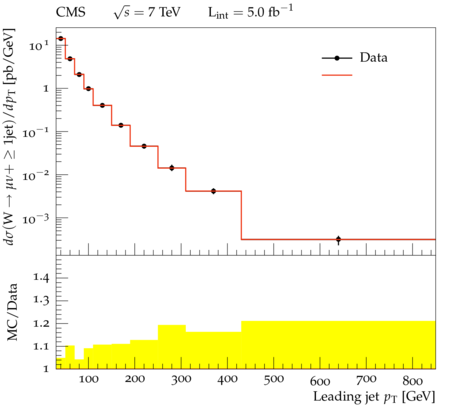 CMS √s = 7 TeV L_int = 5.0 fb⁻¹
dσ(W → μν+ ≥ 1jet)/dp_T [pb/GeV]
10¹
1
10⁻¹
10⁻²
10⁻³
Data
MC/Data
1.4
1.3
1.2
1.1
1
100 200 300 400 500 600 700 800
Leading jet p_T [GeV]